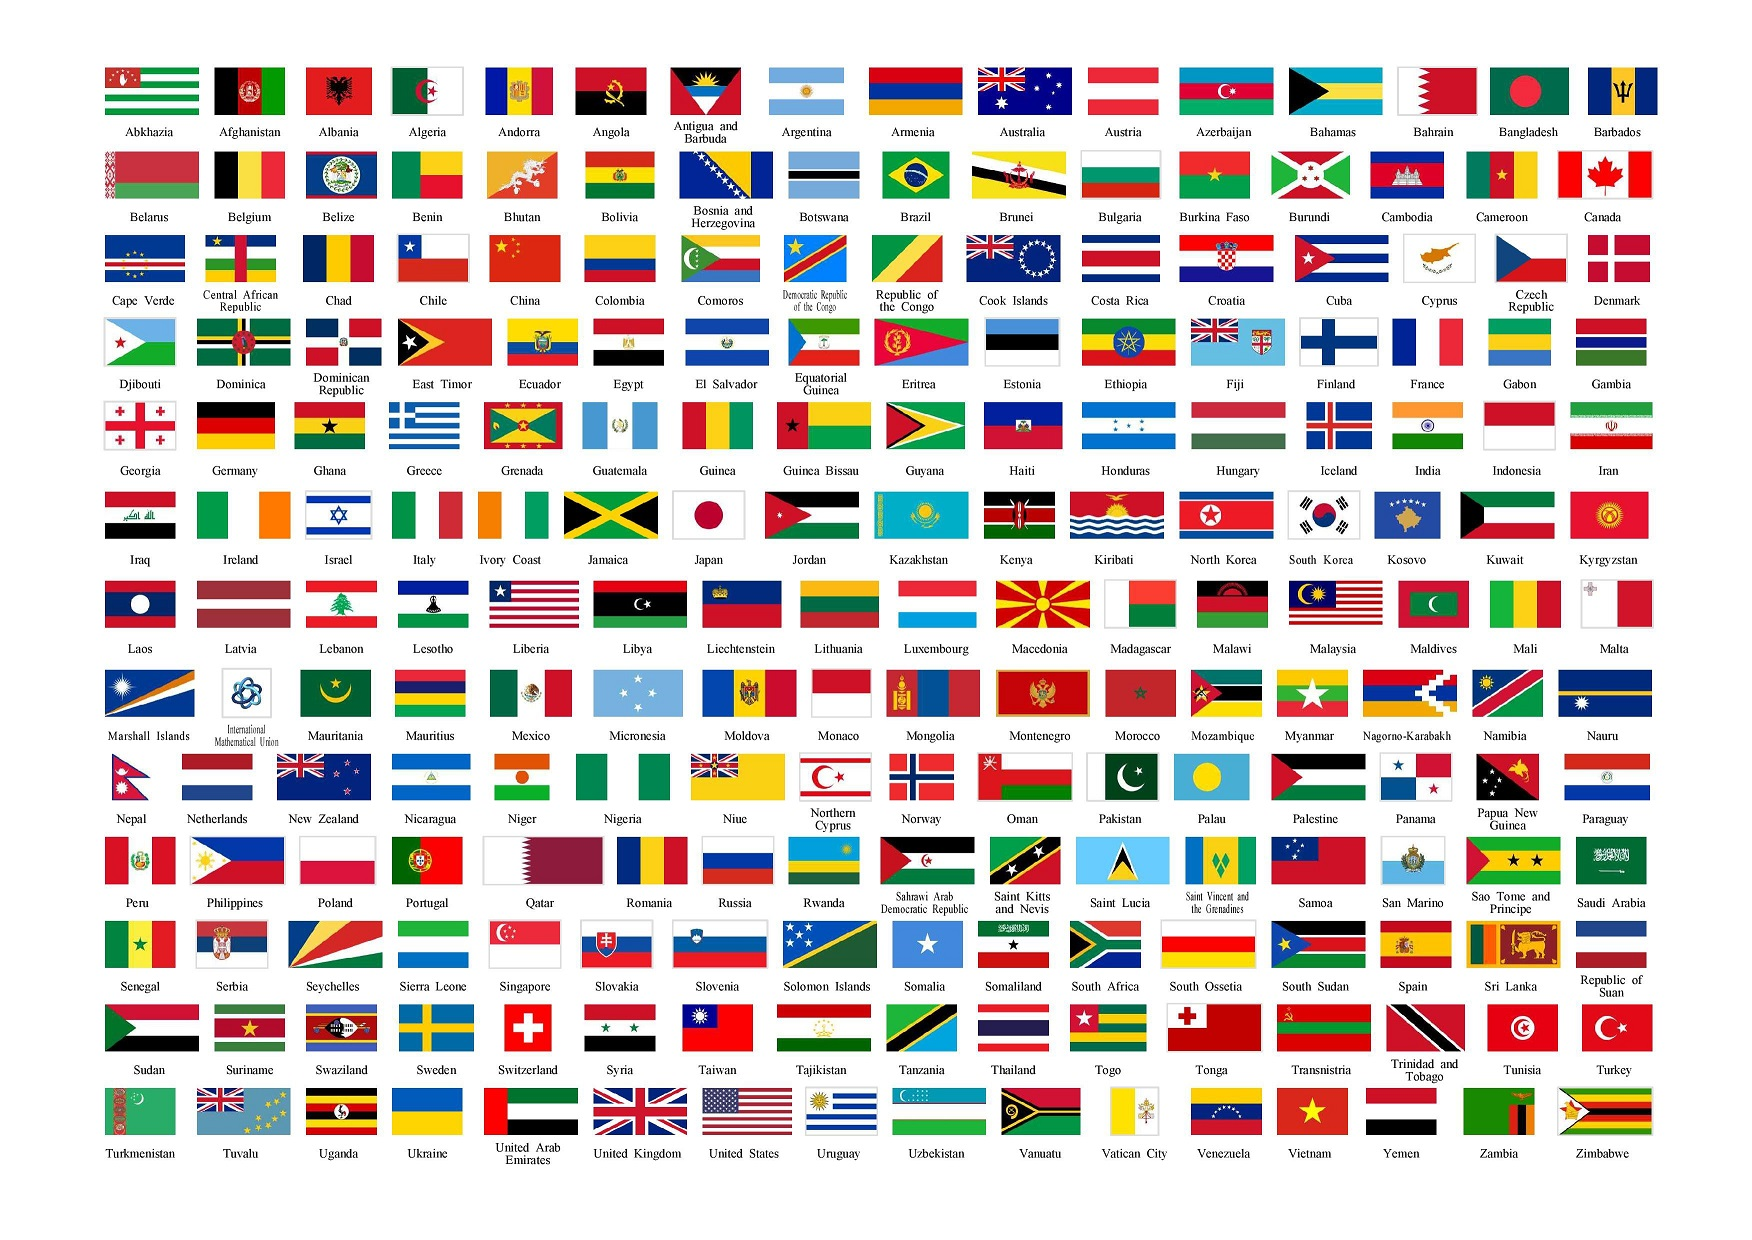 Abkhazia Afghanistan Albania Algeria Andorra Angola Antigua and Barbuda Argentina Armenia Australia Austria Azerbaijan Bahamas Bahrain Bangladesh Barbados
Belarus Belgium Belize Benin Bhutan Bolivia Bosnia and Herzegovina Botswana Brazil Brunei Bulgaria Burkina Faso Burundi Cambodia Cameroon Canada
Cape Verde Central African Republic Chad Chile China Colombia Comoros Democratic Republic of the Congo Republic of the Congo Cook Islands Costa Rica Croatia Cuba Cyprus Czech Republic Denmark
Djibouti Dominica Dominican Republic East Timor Ecuador Egypt El Salvador Equatorial Guinea Eritrea Estonia Ethiopia Fiji Finland France Gabon Gambia
Georgia Germany Ghana Greece Grenada Guatemala Guinea Guinea Bissau Guyana Haiti Honduras Hungary Iceland India Indonesia Iran
Iraq Ireland Israel Italy Ivory Coast Jamaica Japan Jordan Kazakhstan Kenya Kiribati North Korea South Korea Kosovo Kuwait Kyrgyzstan
Laos Latvia Lebanon Lesotho Liberia Libya Liechtenstein Lithuania Luxembourg Macedonia Madagascar Malawi Malaysia Maldives Mali Malta
Marshall Islands International Mathematical Union Mauritania Mauritius Mexico Micronesia Moldova Monaco Mongolia Montenegro Morocco Mozambique Myanmar Nagorno-Karabakh Namibia Nauru
Nepal Netherlands New Zealand Nicaragua Niger Nigeria Niue Northern Cyprus Norway Oman Pakistan Palau Palestine Panama Papua New Guinea Paraguay
Peru Philippines Poland Portugal Qatar Romania Russia Rwanda Sahrawi Arab Democratic Republic Saint Kitts and Nevis Saint Lucia Saint Vincent and the Grenadines Samoa San Marino Sao Tome and Principe Saudi Arabia
Senegal Serbia Seychelles Sierra Leone Singapore Slovakia Slovenia Solomon Islands Somalia Somaliland South Africa South Ossetia South Sudan Spain Sri Lanka Republic of Suan
Sudan Suriname Swaziland Sweden Switzerland Syria Taiwan Tajikistan Tanzania Thailand Togo Tonga Transnistria Trinidad and Tobago Tunisia Turkey
Turkmenistan Tuvalu Uganda Ukraine United Arab Emirates United Kingdom United States Uruguay Uzbekistan Vanuatu Vatican City Venezuela Vietnam Yemen Zambia Zimbabwe